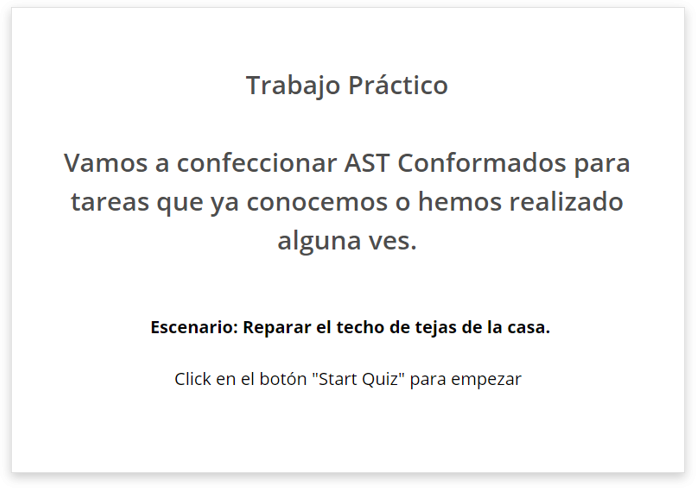 Trabajo Práctico
Vamos a confeccionar AST Conformados para
tareas que ya conocemos o hemos realizado
alguna ves.
Escenario: Reparar el techo de tejas de la casa.
Click en el botón "Start Quiz" para empezar